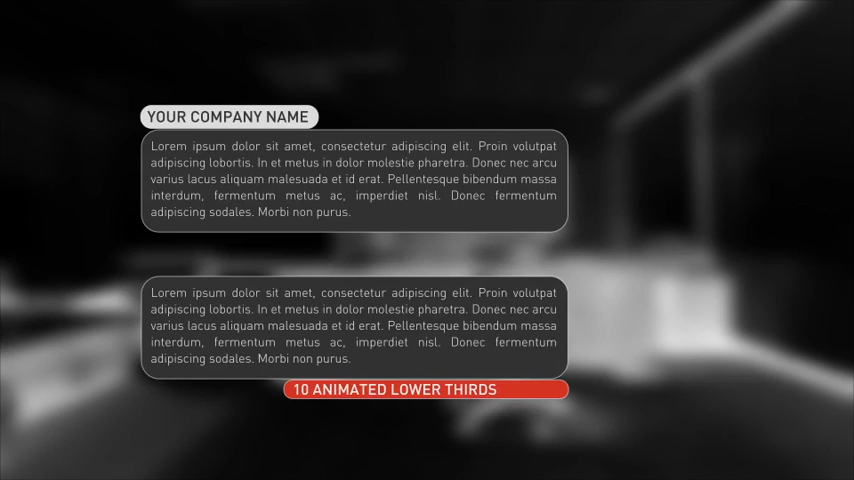 YOUR COMPANY NAME
Lorem ipsum dolor sit amet, consectetur adipiscing elit. Proin volutpat
adipiscing lobortis. In et metus in dolor molestie pharetra. Donec nec arcu
varius lacus aliquam malesuada et id erat. Pellentesque bibendum massa
interdum, fermentum metus ac, imperdiet nisl. Donec fermentum
adipiscing sodales. Morbi non purus.
Lorem ipsum dolor sit amet, consectetur adipiscing elit. Proin volutpat
adipiscing lobortis. In et metus in dolor molestie pharetra. Donec nec arcu
varius lacus aliquam malesuada et id erat. Pellentesque bibendum massa
interdum, fermentum metus ac, imperdiet nisl. Donec fermentum
adipiscing sodales. Morbi non purus.
10 ANIMATED LOWER THIRDS